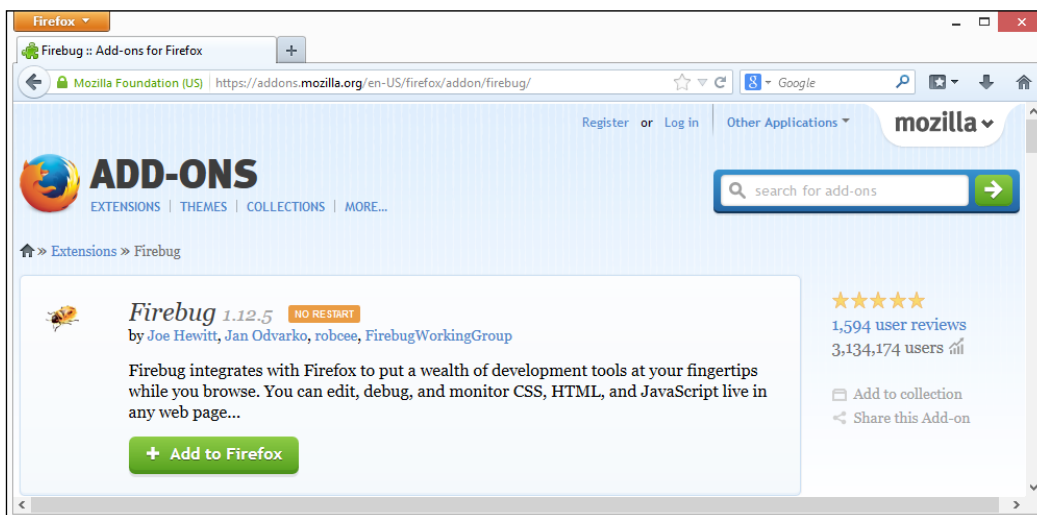 Firefox
Firebug :: Add-ons for Firefox
+
Mozilla Foundation (US) https://addons.mozilla.org/en-US/firefox/addon/firebug/ 8 Google
Register or Log in Other Applications mozilla
ADD-ONS
search for add-ons
EXTENSIONS | THEMES | COLLECTIONS | MORE...
» Extensions » Firebug
Firebug 1.12.5 NO RESTART
by Joe Hewitt, Jan Odvarko, robcee, FirebugWorkingGroup
Firebug integrates with Firefox to put a wealth of development tools at your fingertips
while you browse. You can edit, debug, and monitor CSS, HTML, and JavaScript live in
any web page...
+ Add to Firefox
1,594 user reviews
3,134,174 users
Add to collection
Share this Add-on